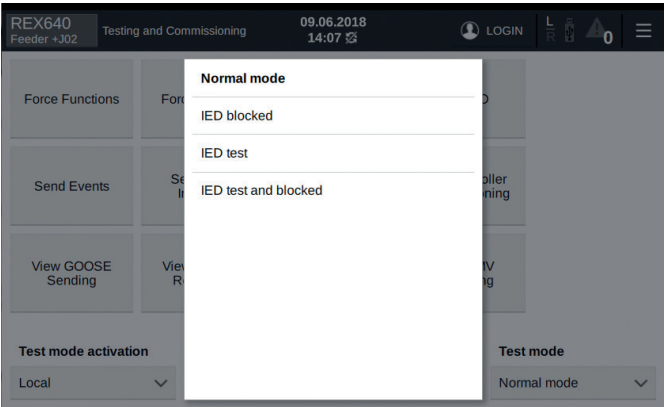 REX640
Feeder +J02
Testing and Commissioning
09.06.2018
14:07
LOGIN
L
R
0
Normal mode
IED blocked
IED test
IED test and blocked
Force Functions
Send Events
View GOOSE
Sending
Test mode activation
Local
Test mode
Normal mode